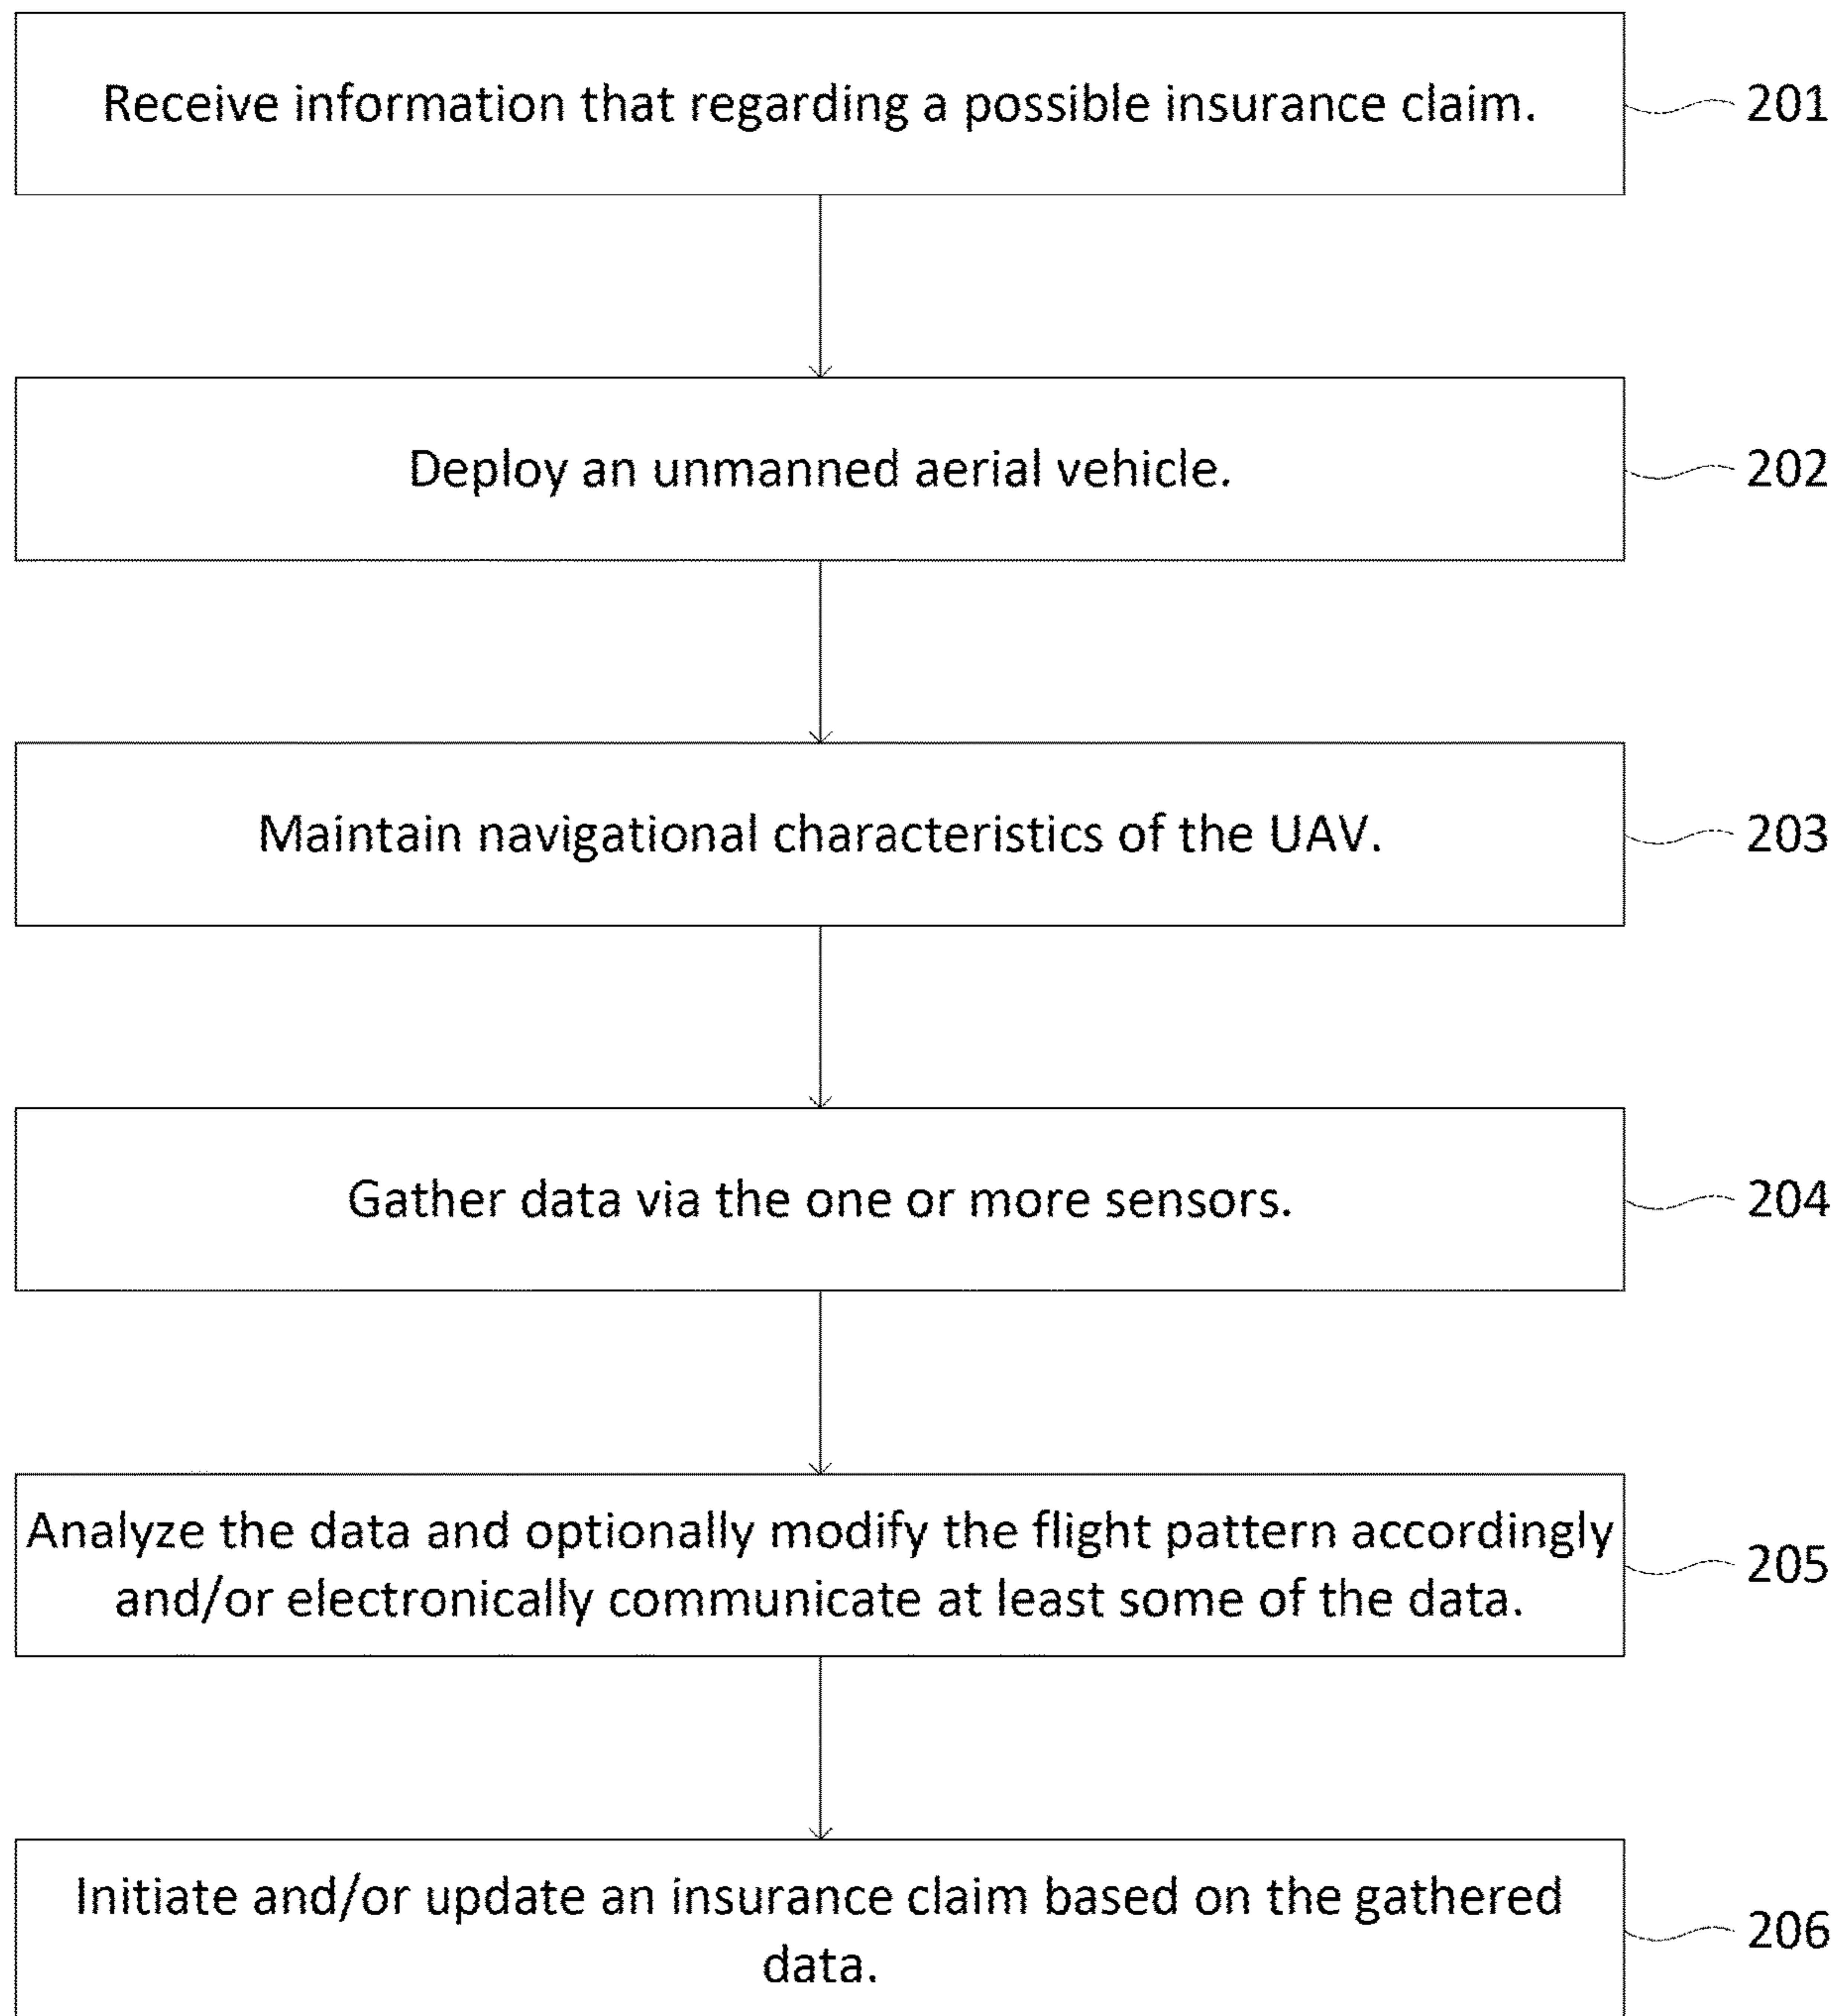 Receive information that regarding a possible insurance claim.
201
Deploy an unmanned aerial vehicle.
202
Maintain navigational characteristics of the UAV.
203
Gather data via the one or more sensors.
204
Analyze the data and optionally modify the flight pattern accordingly
and/or electronically communicate at least some of the data.
205
Initiate and/or update an insurance claim based on the gathered
data.
206